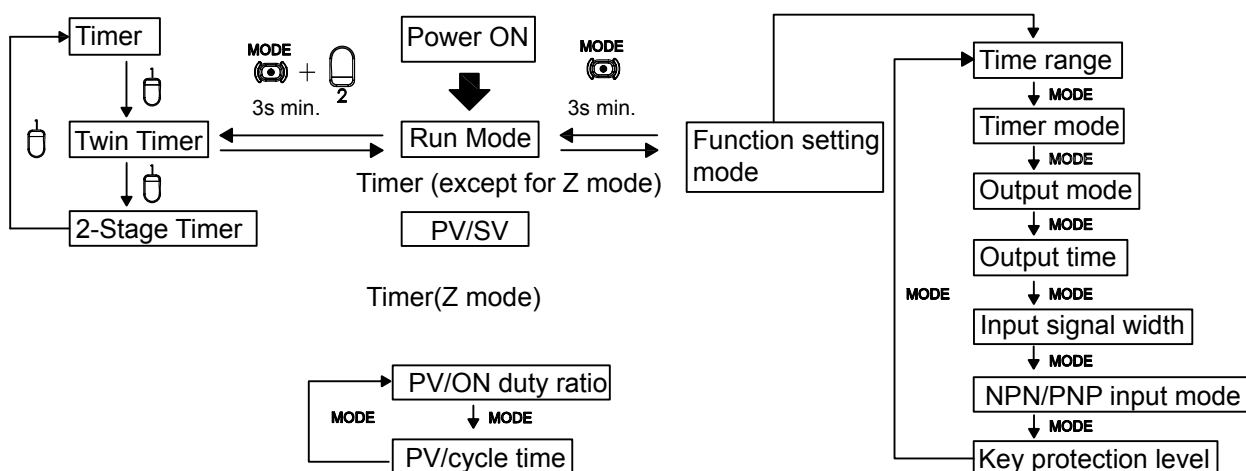 Timer
1
Twin Timer
1
1
2-Stage Timer
MODE
+
2
3s min.
Power ON
Run Mode
Timer (except for Z mode)
PV/SV
Timer(Z mode)
PV/ON duty ratio
MODE
MODE
PV/cycle time
MODE
3s min.
Function setting
mode
Time range
MODE
Timer mode
MODE
Output mode
MODE
Output time
MODE
MODE
Input signal width
MODE
NPN/PNP input mode
MODE
Key protection level